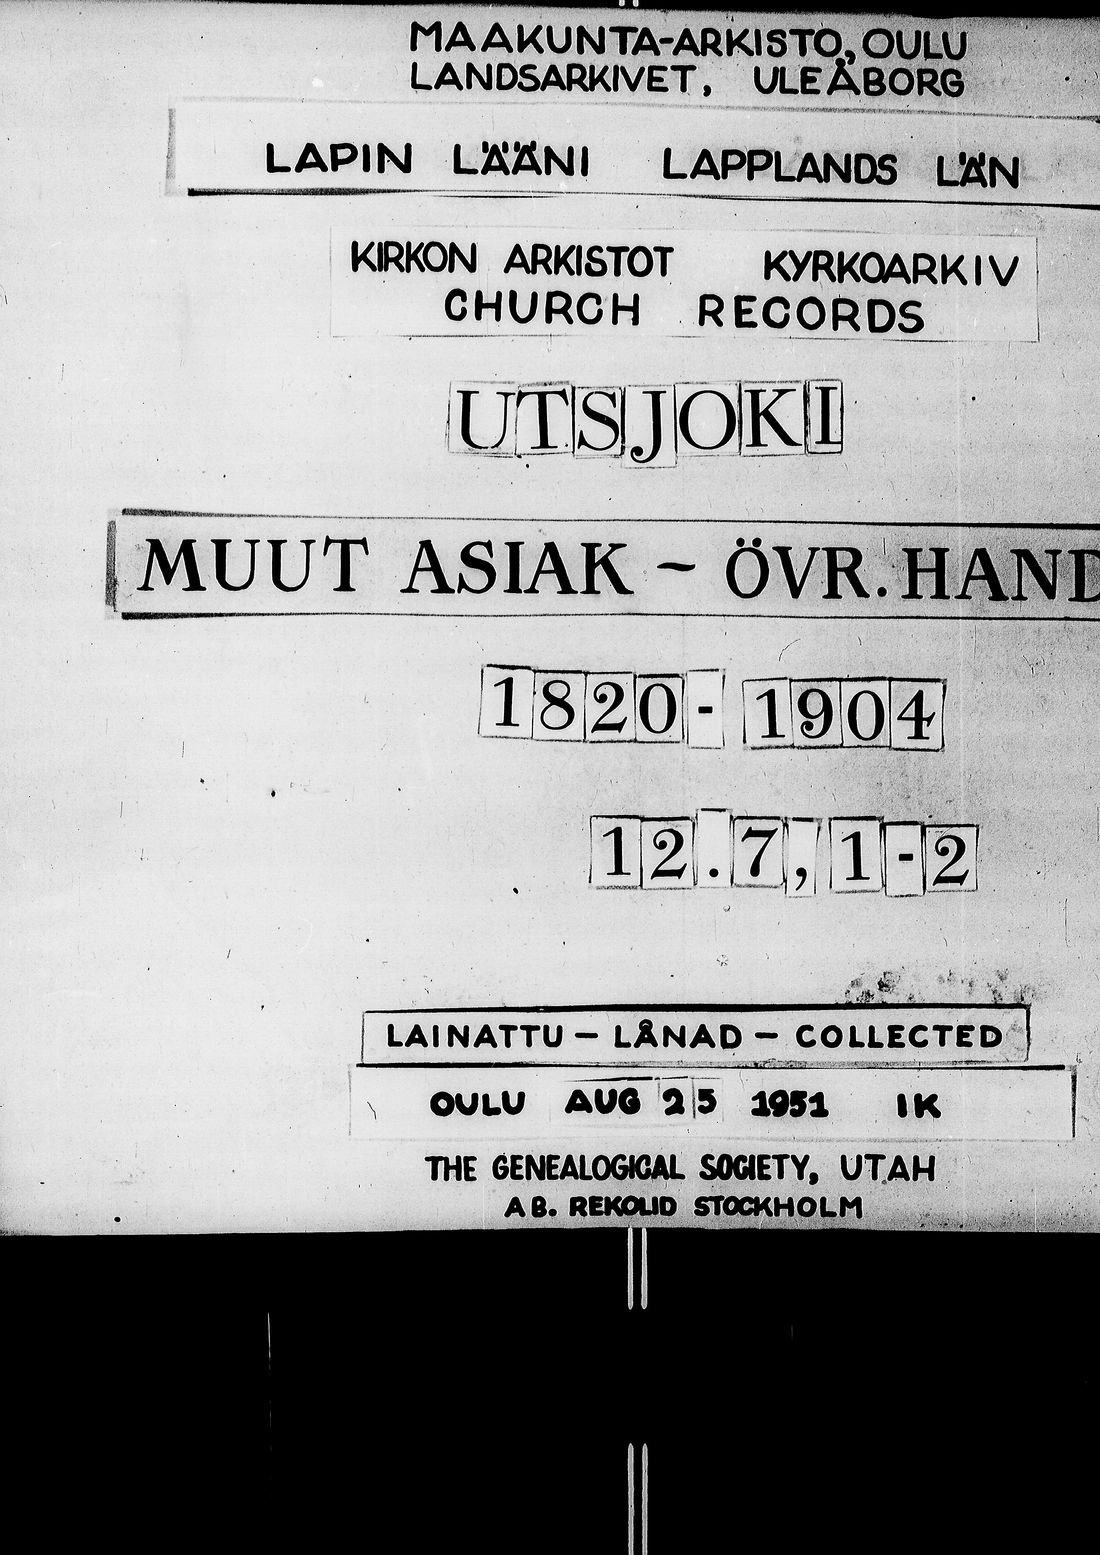 MAAKUNTA-ARKISTO, OULU
LANDSARKIVET, ULEÅBORG
LAPIN LÄÄNI LAPPLANDS LÄN
KIRKON ARKISTOT KYRKOARKIV
CHURCH RECORDS
UTSJOKI
MUUT ASIAK - ÖVR. HAND
1820 - 1904
12.7, 1-2
LAINATTU - LÅNAD - COLLECTED
OULU AUG 25 1951 IK
THE GENEALOGICAL SOCIETY, UTAH
AB. REKOLID STOCKHOLM